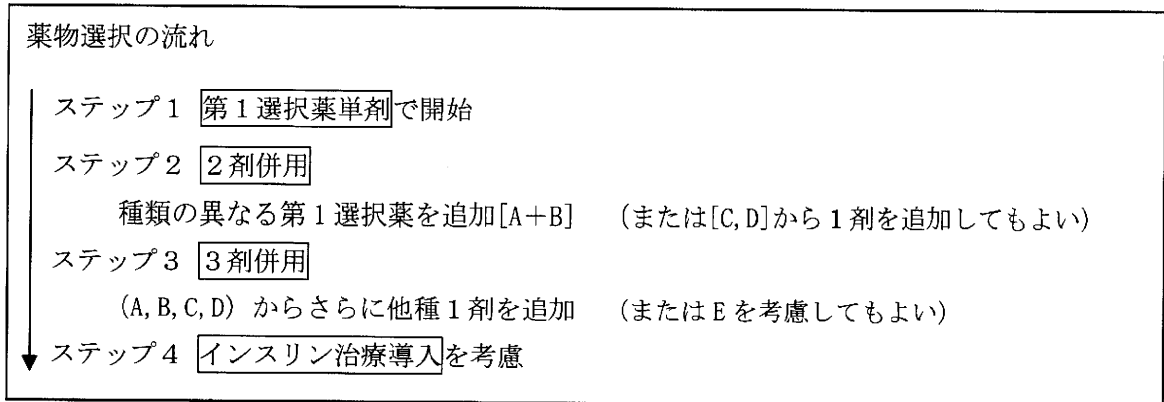 薬物選択の流れ
ステップ1 第1選択薬単剤で開始
ステップ2 2剤併用
種類の異なる第1選択薬を追加[A+B] (または[C,D]から1剤を追加してもよい)
ステップ3 3剤併用
(A,B,C,D) からさらに他種1剤を追加 (またはEを考慮してもよい)
ステップ4 インスリン治療導入を考慮